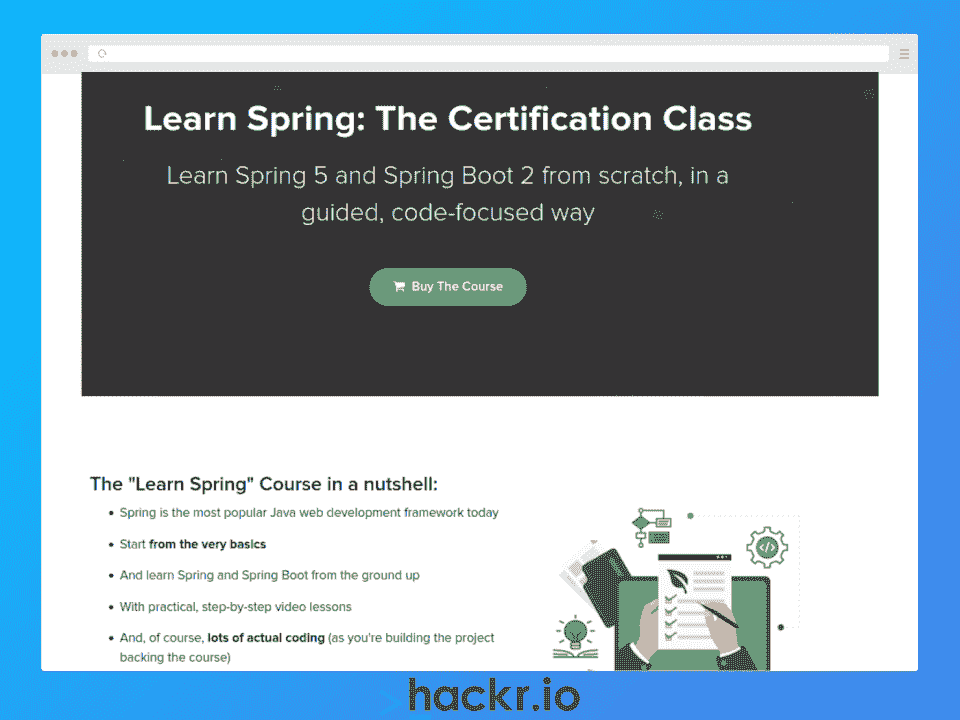 Learn Spring: The Certification Class
Learn Spring 5 and Spring Boot 2 from scratch, in a
guided, code-focused way
Buy The Course
The "Learn Spring" Course in a nutshell:
• Spring is the most popular Java web development framework today
• Start from the very basics
• And learn Spring and Spring Boot from the ground up
• With practical, step-by-step video lessons
• And, of course, lots of actual coding (as you're building the project
backing the course)
</>
hackr.io